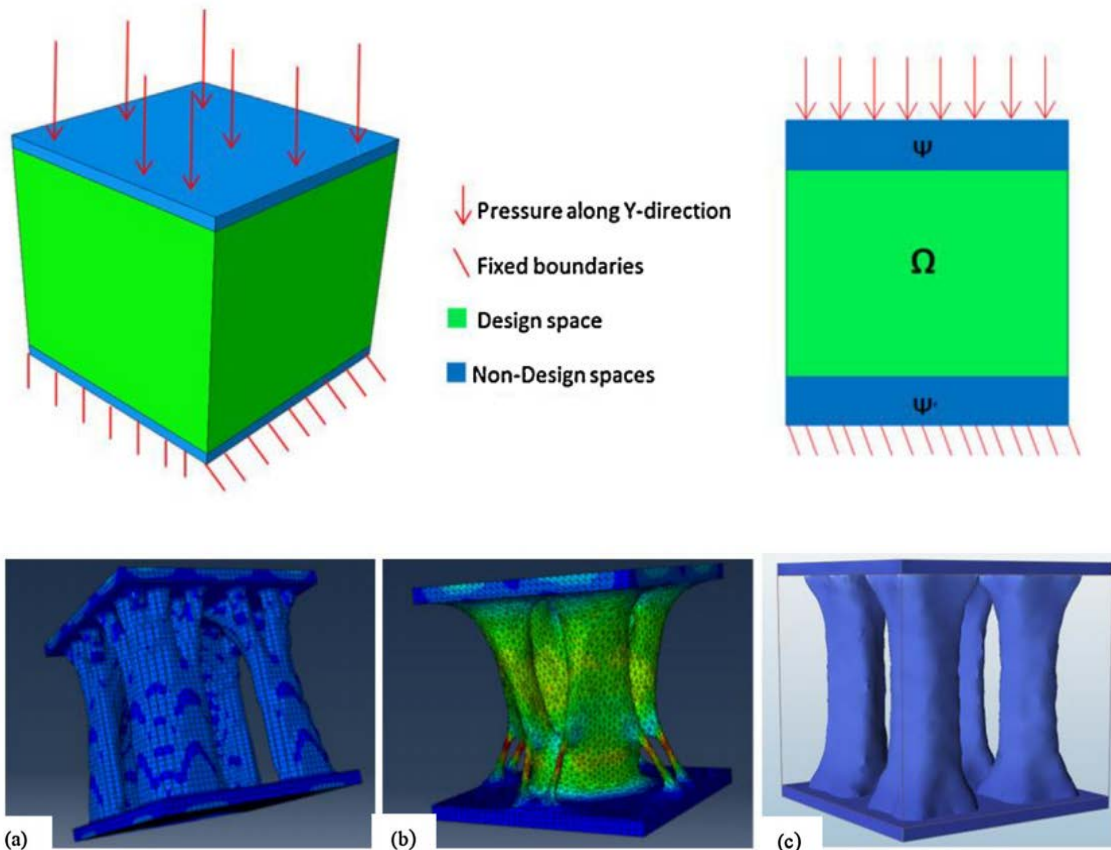 Pressure along Y-direction
Fixed boundaries
Design space
Non-Design spaces
Ψ
Ω
Ψ'
(a)
(b)
(c)